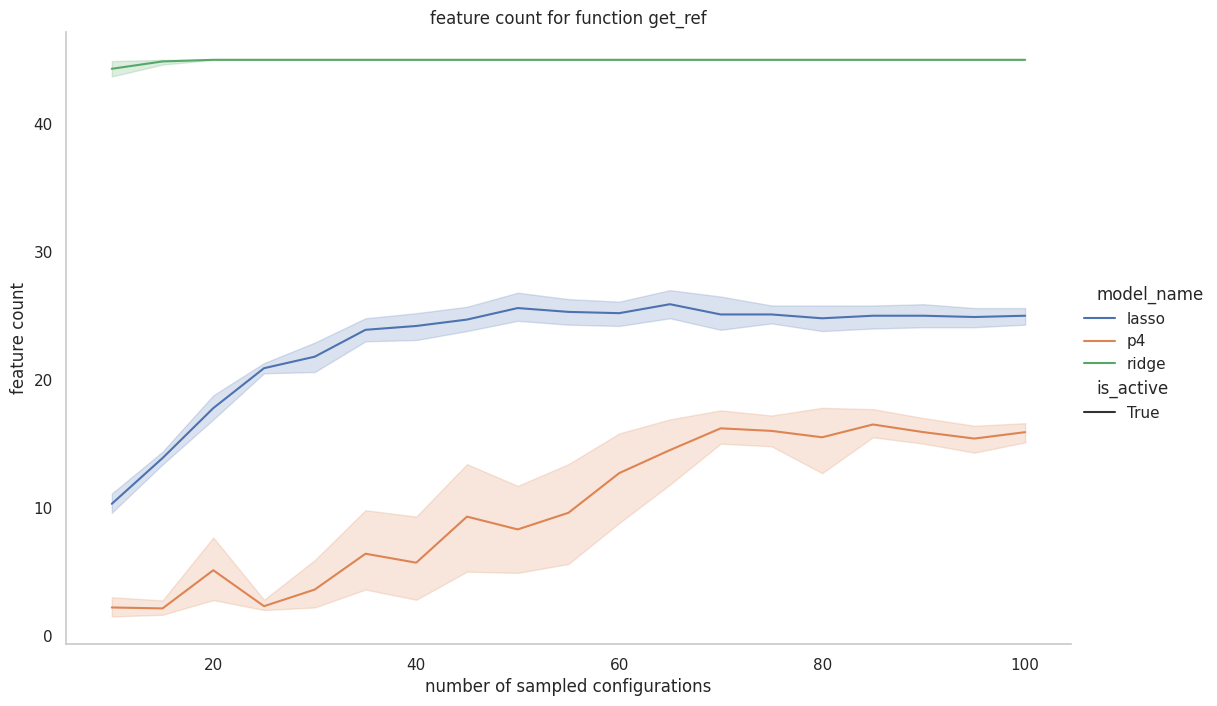 feature count for function get_ref
feature count
40
30
20
10
0
20
40
60
80
100
number of sampled configurations
model_name
lasso
p4
ridge
is_active
True